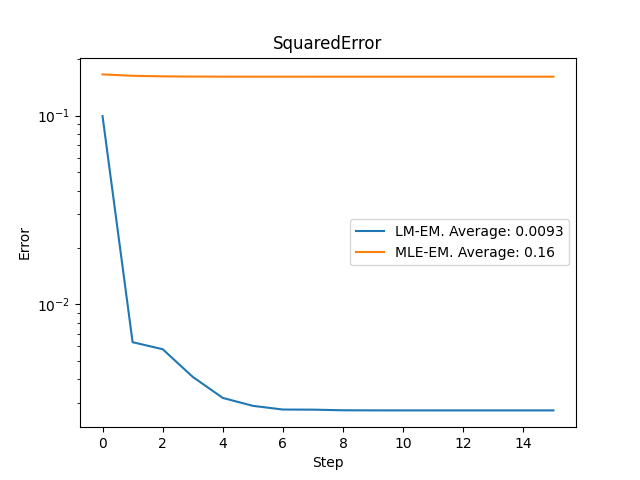 SquaredError
10⁻¹
10⁻²
Error
LM-EM. Average: 0.0093
MLE-EM. Average: 0.16
0 2 4 6 8 10 12 14
Step